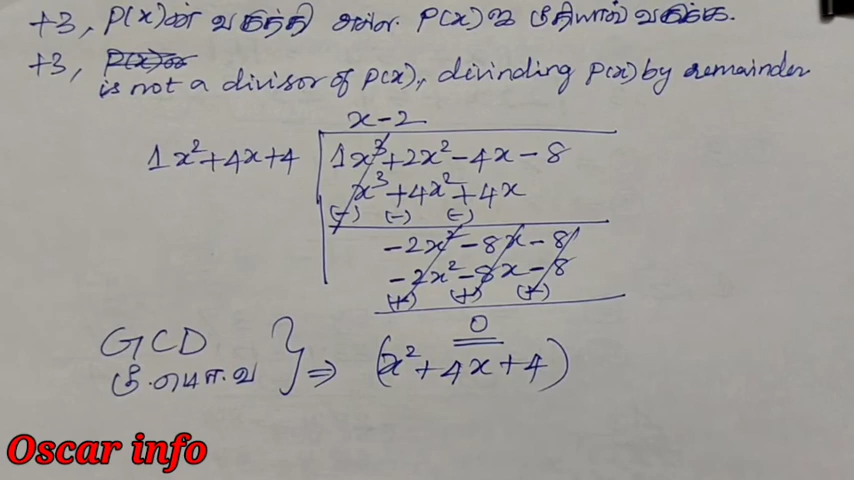 +3, P(x)ன் வகுத்தி அல்ல. P(x)ஐ மீதியால் வகுக்க.
+3, P(x)ன்
is not a divisor of P(x), divinding P(x) by remainder
x-2
1x²+4x+4 1x³+2x²-4x-8
x³+4x²+4x
(-) (-) (-)
-2x²-8x-8
-2x²-8x-8
(+) (+) (+)
0
GCD
மீ.பொ.வ } ⇒ (x²+4x+4)
Oscar info